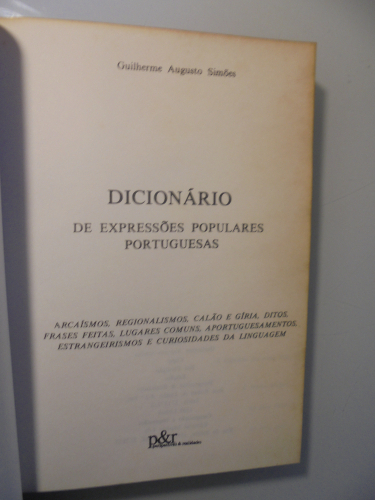 Guilherme Augusto Simões
DICIONÁRIO
DE EXPRESSÕES POPULARES
PORTUGUESAS
ARCAÍSMOS, REGIONALISMOS, CALÃO E GÍRIA, DITOS,
FRASES FEITAS, LUGARES COMUNS, APORTUGUESAMENTOS,
ESTRANGEIRISMOS E CURIOSIDADES DA LINGUAGEM
p&r